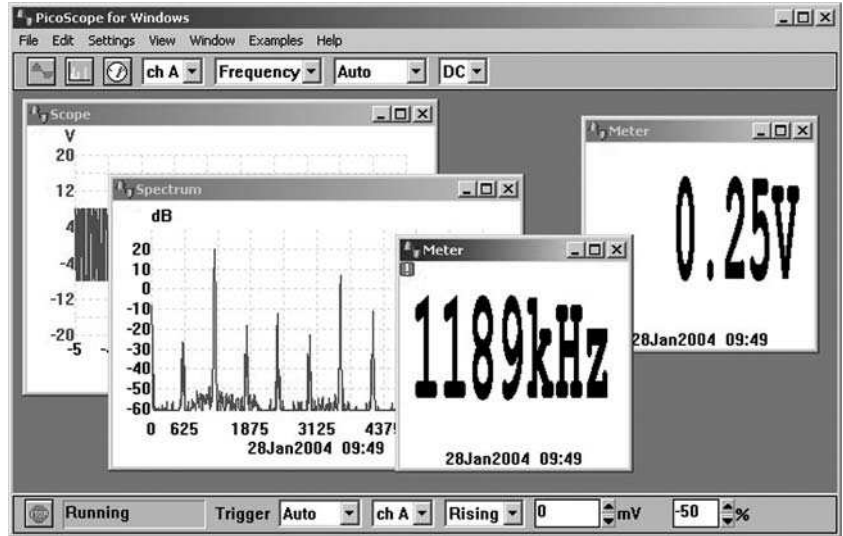 PicoScope for Windows
File Edit Settings View Window Examples Help
ch A Frequency Auto DC
Scope
V
20
12
4
-4
-12
-20
-5
Spectrum
dB
20
10
0
-10
-20
-30
-40
-50
-60
0 625 1875 3125
28Jan2004 09:49
Meter
1189kHz
28Jan2004 09:49
Meter
0.25V
28Jan2004 09:49
Running Trigger Auto ch A Rising 0 mV -50 %